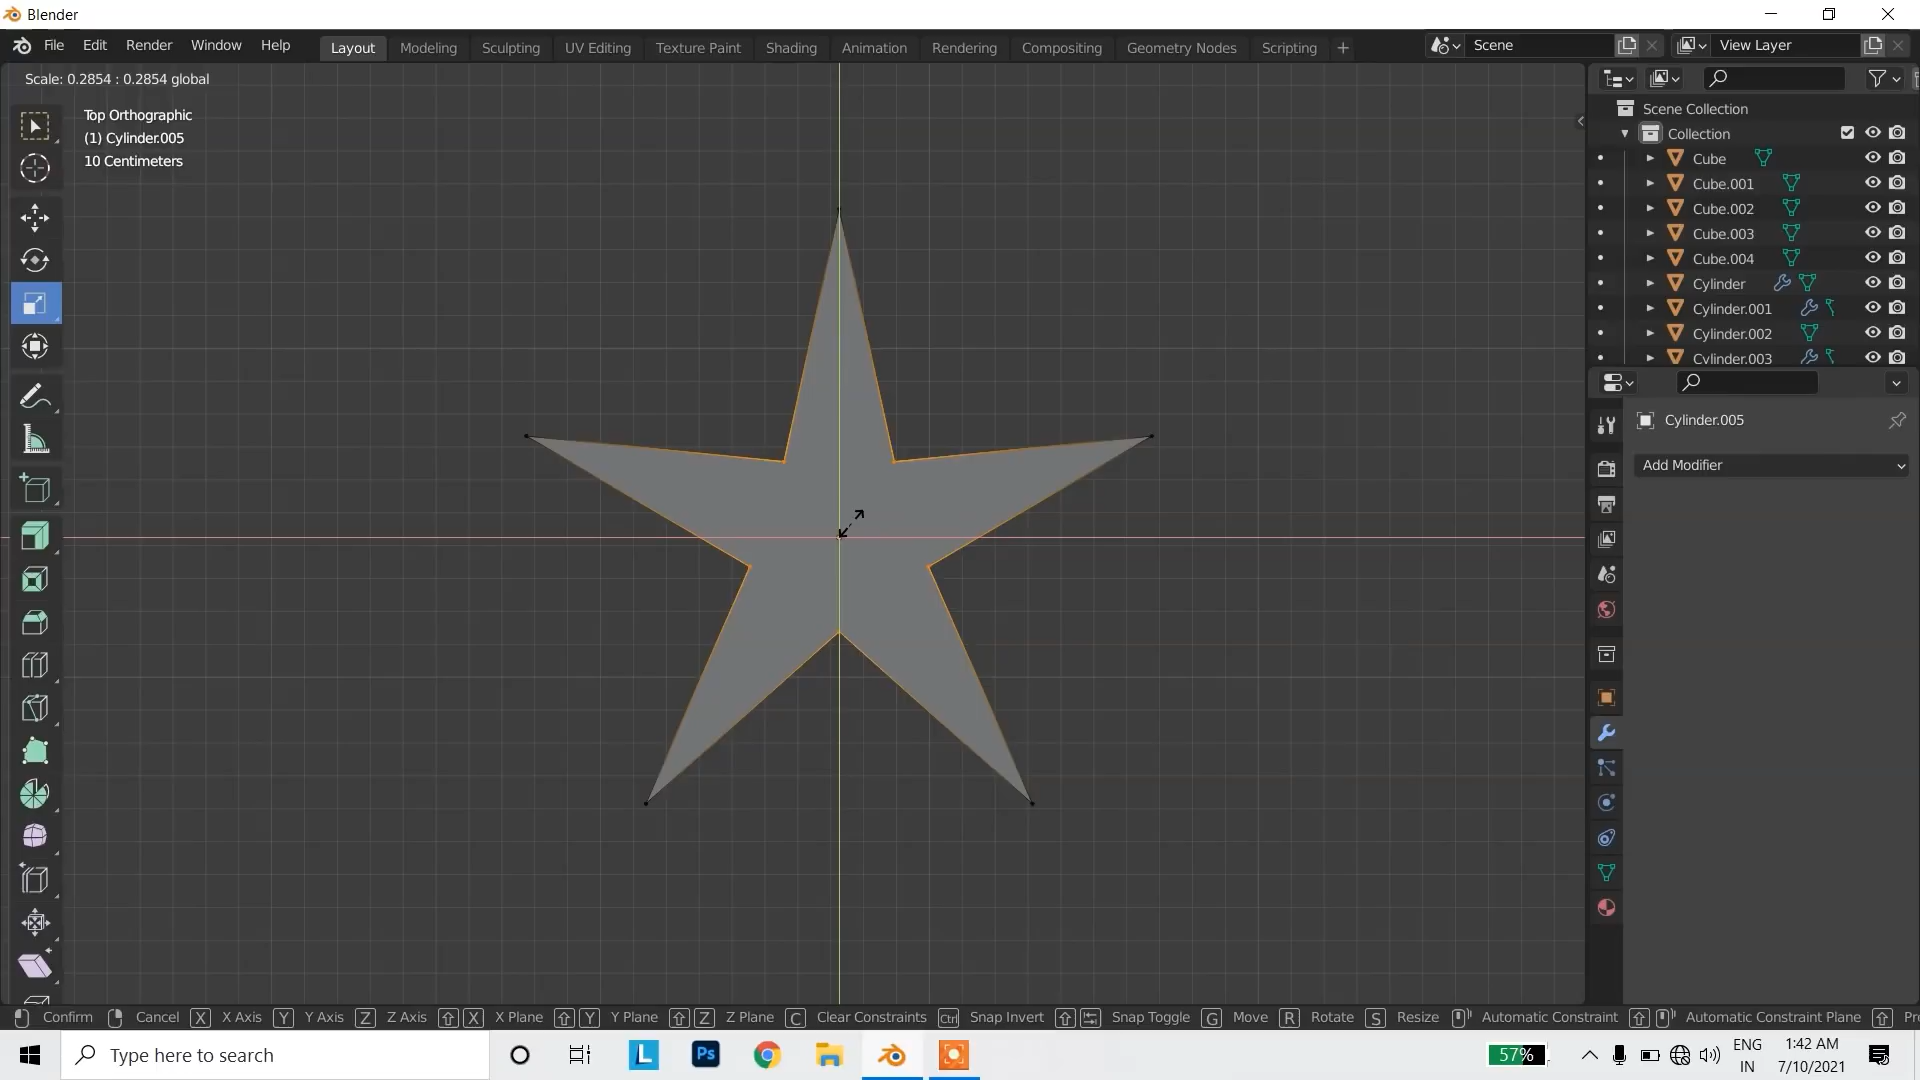 Blender
File Edit Render Window Help Layout Modeling Sculpting UV Editing Texture Paint Shading Animation Rendering Compositing Geometry Nodes Scripting + Scene View Layer
Scale: 0.2854 : 0.2854 global
Top Orthographic
(1) Cylinder.005
10 Centimeters
Scene Collection
Collection
Cube
Cube.001
Cube.002
Cube.003
Cube.004
Cylinder
Cylinder.001
Cylinder.002
Cylinder.003
Cylinder.005
Add Modifier
Confirm Cancel X X Axis Y Y Axis Z Z Axis X X Plane Y Y Plane Z Z Plane C Clear Constraints Ctrl Snap Invert Snap Toggle G Move R Rotate S Resize Automatic Constraint Automatic Constraint Plane
Type here to search
L
Ps
57%
ENG
IN
1:42 AM
7/10/2021